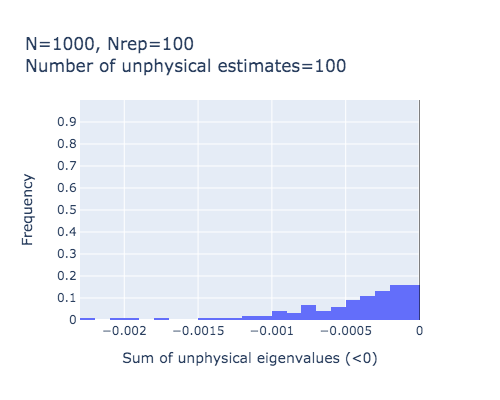 N=1000, Nrep=100
Number of unphysical estimates=100
0.9
0.8
0.7
0.6
0.5
0.4
0.3
0.2
0.1
0
Frequency
−0.002 −0.0015 −0.001 −0.0005 0
Sum of unphysical eigenvalues (<0)